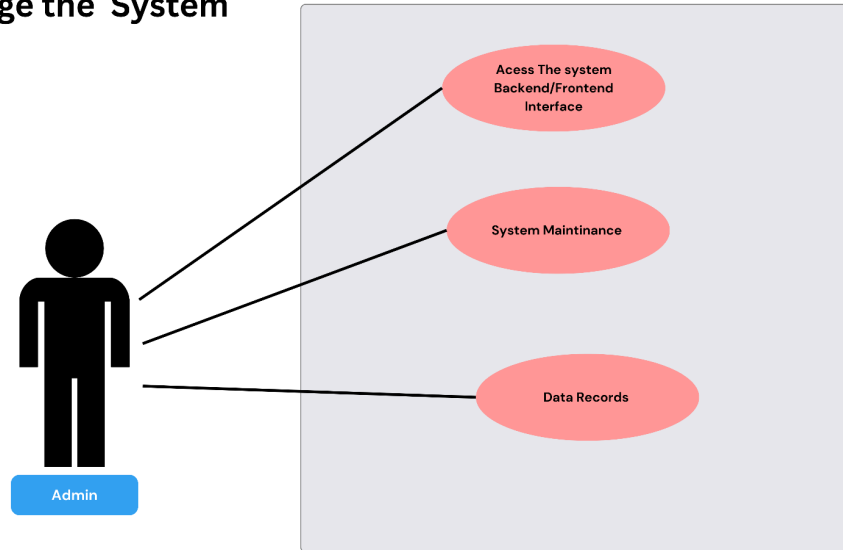 ge the System
Acess The system
Backend/Frontend
Interface
System Maintinance
Data Records
Admin